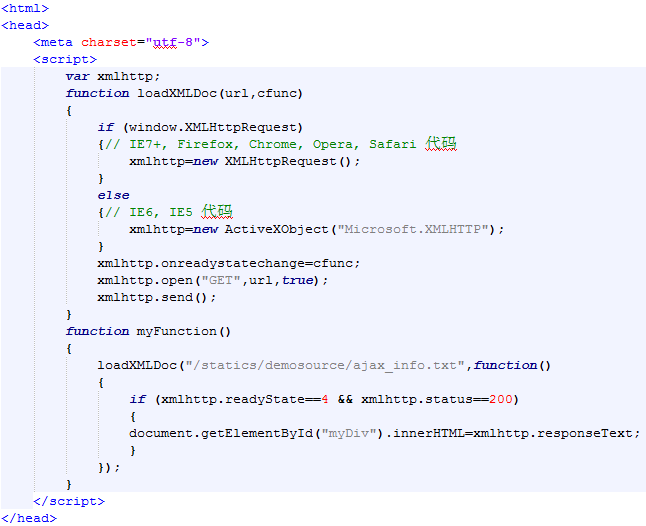 <html>
<head>
    <meta charset="utf-8">
    <script>
        var xmlhttp;
        function loadXMLDoc(url,cfunc)
        {
            if (window.XMLHttpRequest)
            {// IE7+, Firefox, Chrome, Opera, Safari 代码
                xmlhttp=new XMLHttpRequest();
            }
            else
            {// IE6, IE5 代码
                xmlhttp=new ActiveXObject("Microsoft.XMLHTTP");
            }
            xmlhttp.onreadystatechange=cfunc;
            xmlhttp.open("GET",url,true);
            xmlhttp.send();
        }
        function myFunction()
        {
            loadXMLDoc("/statics/demosource/ajax_info.txt",function()
            {
                if (xmlhttp.readyState==4 && xmlhttp.status==200)
                {
                document.getElementById("myDiv").innerHTML=xmlhttp.responseText;
                }
            });
        }
    </script>
</head>